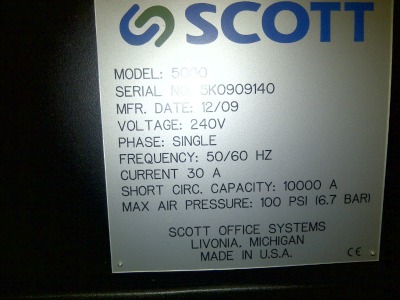 SCOTT
MODEL: 5000
SERIAL NO. 5K0909140
MFR. DATE: 12/09
VOLTAGE: 240V
PHASE: SINGLE
FREQUENCY: 50/60 HZ
CURRENT 30 A
SHORT CIRC. CAPACITY: 10000 A
MAX AIR PRESSURE: 100 PSI (6.7 BAR)
SCOTT OFFICE SYSTEMS
LIVONIA, MICHIGAN
MADE IN U.S.A.
CE